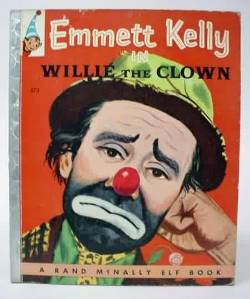 Emmett Kelly
IN
WILLIE THE CLOWN
A RAND McNALLY ELF BOOK